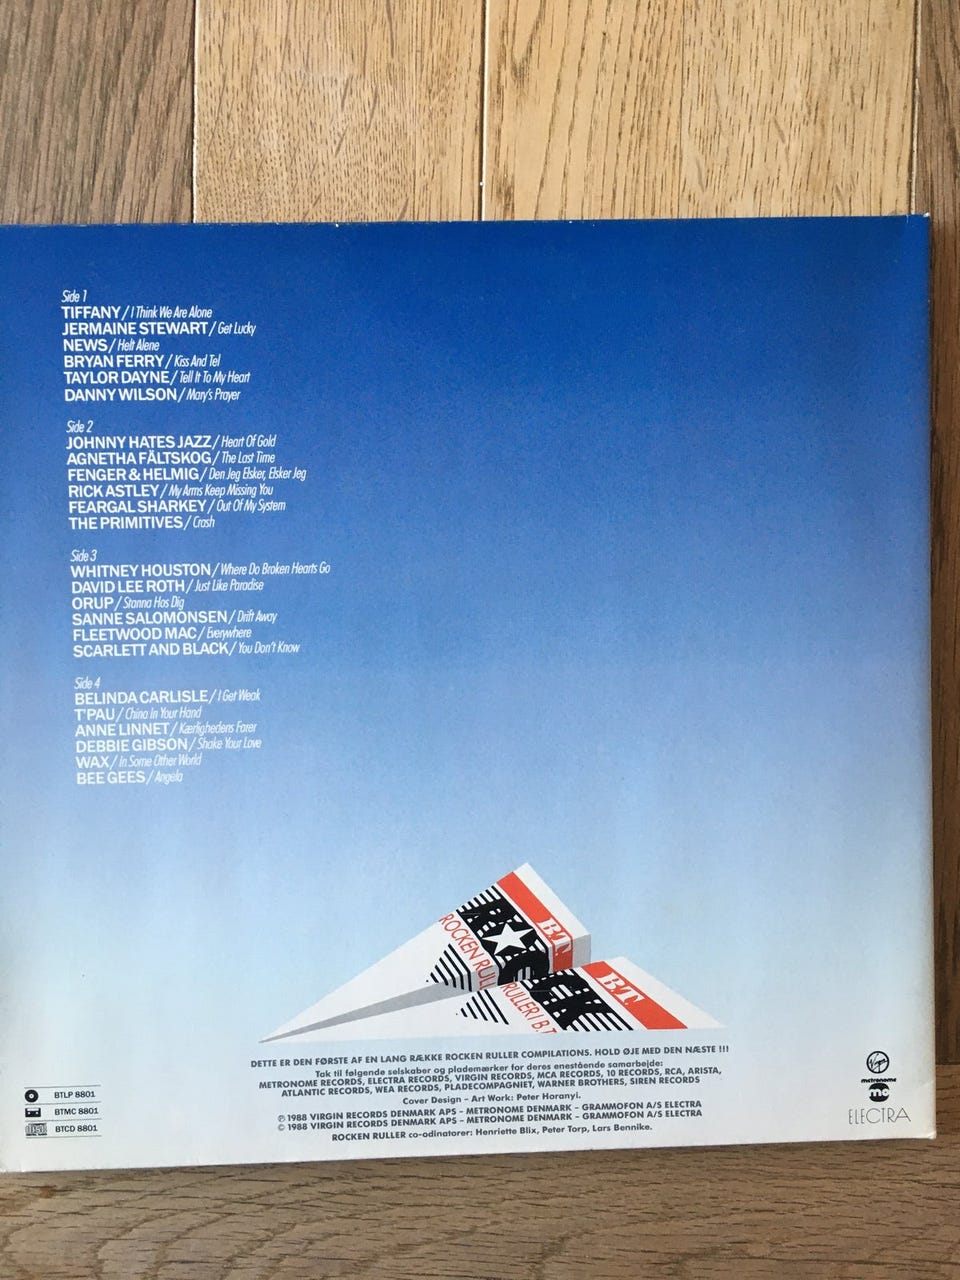 Side 1
TIFFANY / I Think We Are Alone
JERMAINE STEWART / Get Lucky
NEWS / Helt Alene
BRYAN FERRY / Kiss And Tel
TAYLOR DAYNE / Tell It To My Heart
DANNY WILSON / Mary's Prayer
Side 2
JOHNNY HATES JAZZ / Heart Of Gold
AGNETHA FÄLTSKOG / The Last Time
FENGER & HELMIG / Den Jeg Elsker, Elsker Jeg
RICK ASTLEY / My Arms Keep Missing You
FEARGAL SHARKEY / Out Of My System
THE PRIMITIVES / Crash
Side 3
WHITNEY HOUSTON / Where Do Broken Hearts Go
DAVID LEE ROTH / Just Like Paradise
ORUP / Stanna Hos Dig
SANNE SALOMONSEN / Drift Away
FLEETWOOD MAC / Everywhere
SCARLETT AND BLACK / You Don't Know
Side 4
BELINDA CARLISLE / I Get Weak
T'PAU / China In Your Hand
ANNE LINNET / Kærlighedens Farer
DEBBIE GIBSON / Shake Your Love
WAX / In Some Other World
BEE GEES / Angela
B.T.
ROCK
ROCKEN RULL
B.T.
RULLER I B.T
DETTE ER DEN FØRSTE AF EN LANG RÆKKE ROCKEN RULLER COMPILATIONS. HOLD ØJE MED DEN NÆSTE !!!
Tak til følgende selskaber og plademærker for deres enestående samarbejde:
METRONOME RECORDS, ELECTRA RECORDS, VIRGIN RECORDS, MCA RECORDS, 10 RECORDS, RCA, ARISTA,
ATLANTIC RECORDS, WEA RECORDS, PLADECOMPAGNIET, WARNER BROTHERS, SIREN RECORDS
Cover Design – Art Work: Peter Horanyi.
℗ 1988 VIRGIN RECORDS DENMARK APS – METRONOME DENMARK – GRAMMOFON A/S ELECTRA
© 1988 VIRGIN RECORDS DENMARK APS – METRONOME DENMARK – GRAMMOFON A/S ELECTRA
ROCKEN RULLER co-odinatorer: Henriette Blix, Peter Torp, Lars Bennike.
BTLP 8801
BTMC 8801
BTCD 8801
Virgin
metronome
mc
ELECTRA